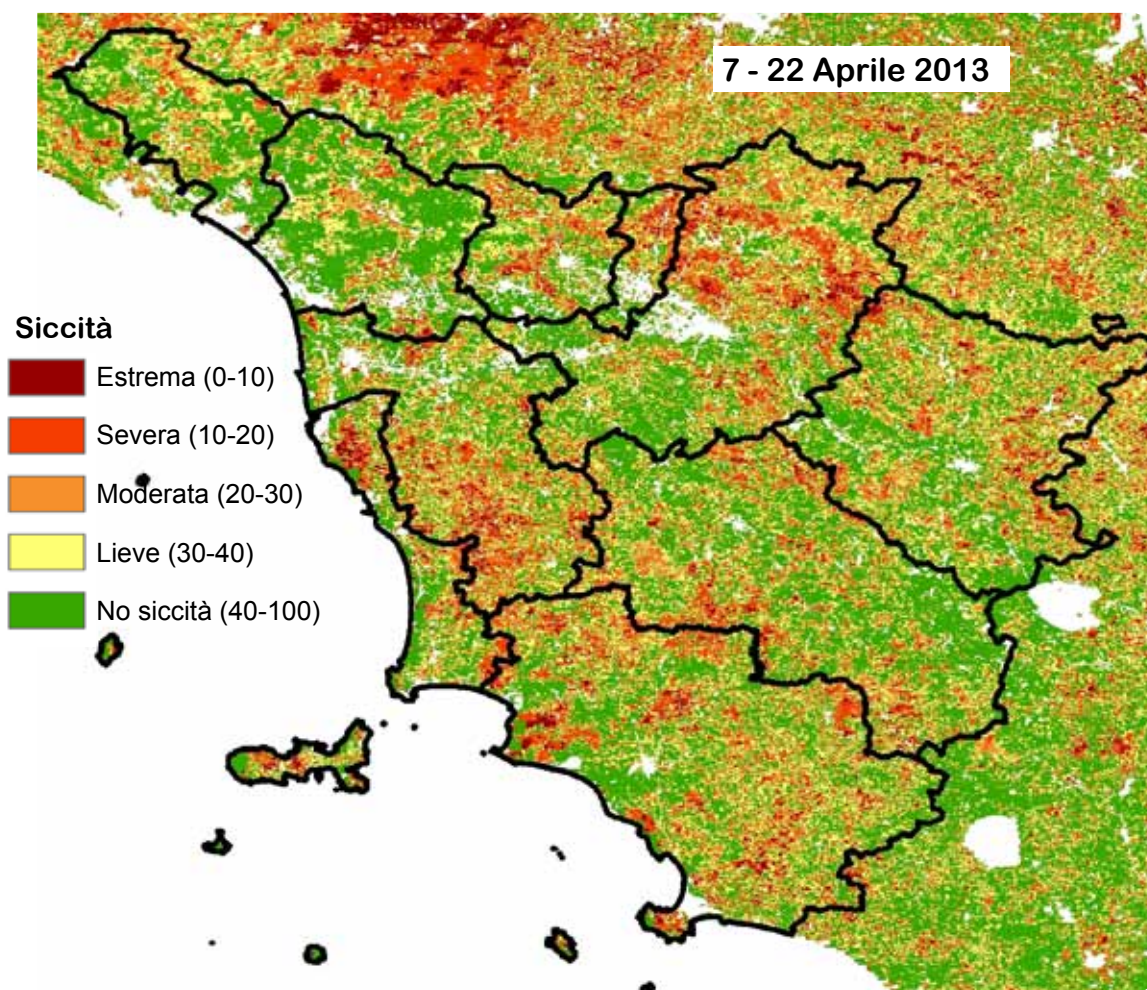 7 - 22 Aprile 2013
Siccità
Estrema (0-10)
Severa (10-20)
Moderata (20-30)
Lieve (30-40)
No siccità (40-100)